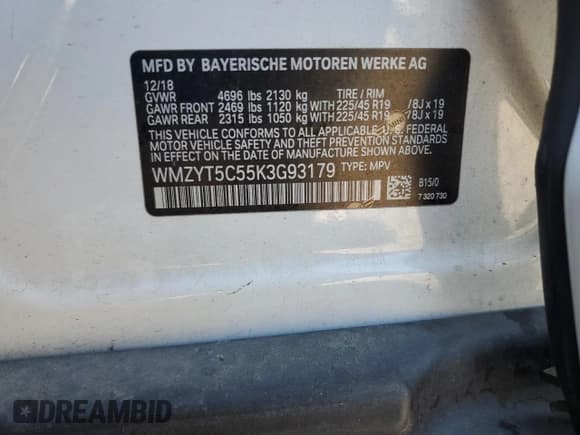 MFD BY BAYERISCHE MOTOREN WERKE AG
12/18
GVWR 4696 lbs 2130 kg TIRE / RIM
GAWR FRONT 2469 lbs 1120 kg WITH 225/45 R19 /8J x 19
GAWR REAR 2315 lbs 1050 kg WITH 225/45 R19 /8J x 19
THIS VEHICLE CONFORMS TO ALL APPLICABLE U.S. FEDERAL
MOTOR VEHICLE SAFETY BUMPER, AND THEFT PREVENTION STANDARDS
IN EFFECT ON THE DATE OF MANUFACTURE SHOWN ABOVE.
WMZYT5C55K3G93179 TYPE: MPV
B15/0
7 320 730
DREAMBID